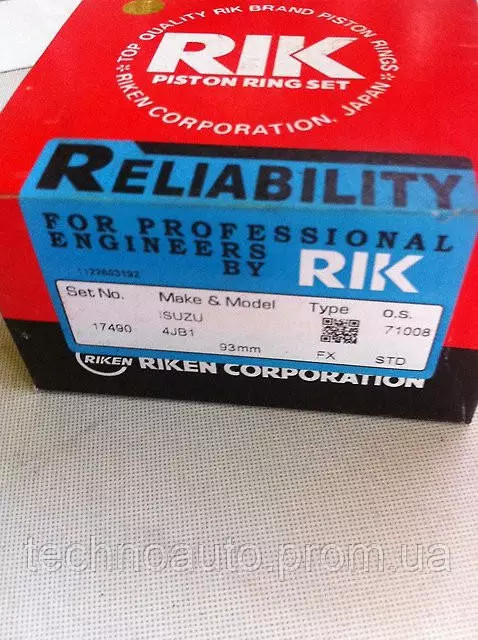 TOP QUALITY RIK BRAND PISTON RINGS
RIK
PISTON RING SET
RIKEN CORPORATION, JAPAN
RELIABILITY
FOR PROFESSIONAL
ENGINEERS
BY RIK
Set No. Make & Model Type o.s.
ISUZU 71008
17490 4JB1
93mm FX STD
RIKEN RIKEN CORPORATION
technoauto.prom.ua